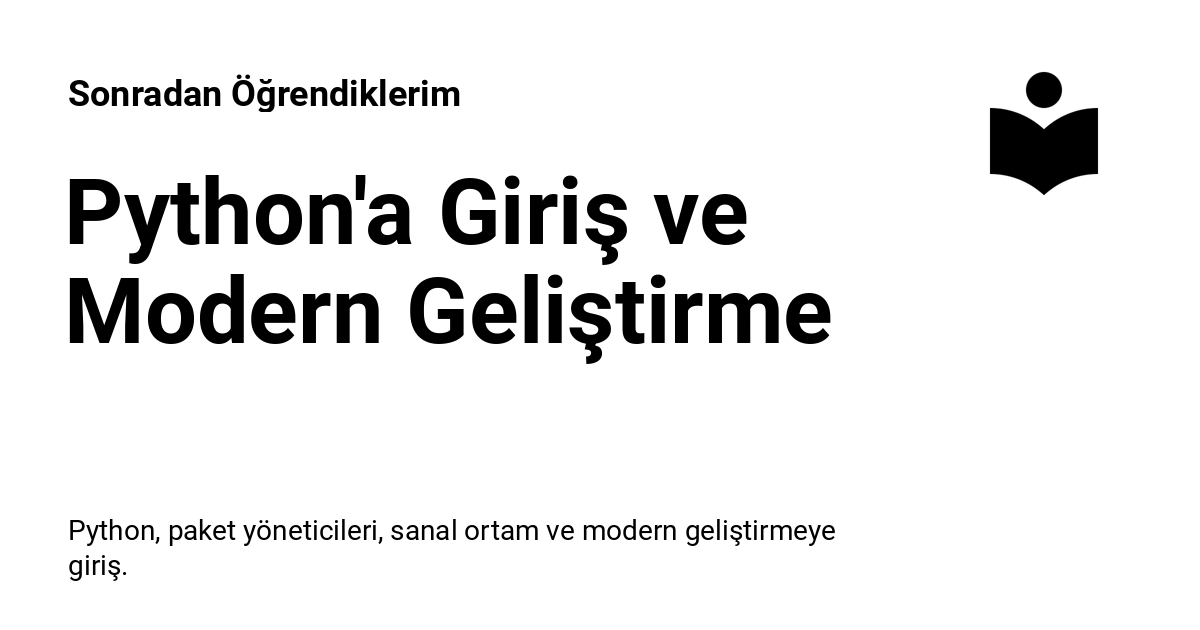 Sonradan Öğrendiklerim
Python'a Giriş ve
Modern Geliştirme
Python, paket yöneticileri, sanal ortam ve modern geliştirmeye
giriş.